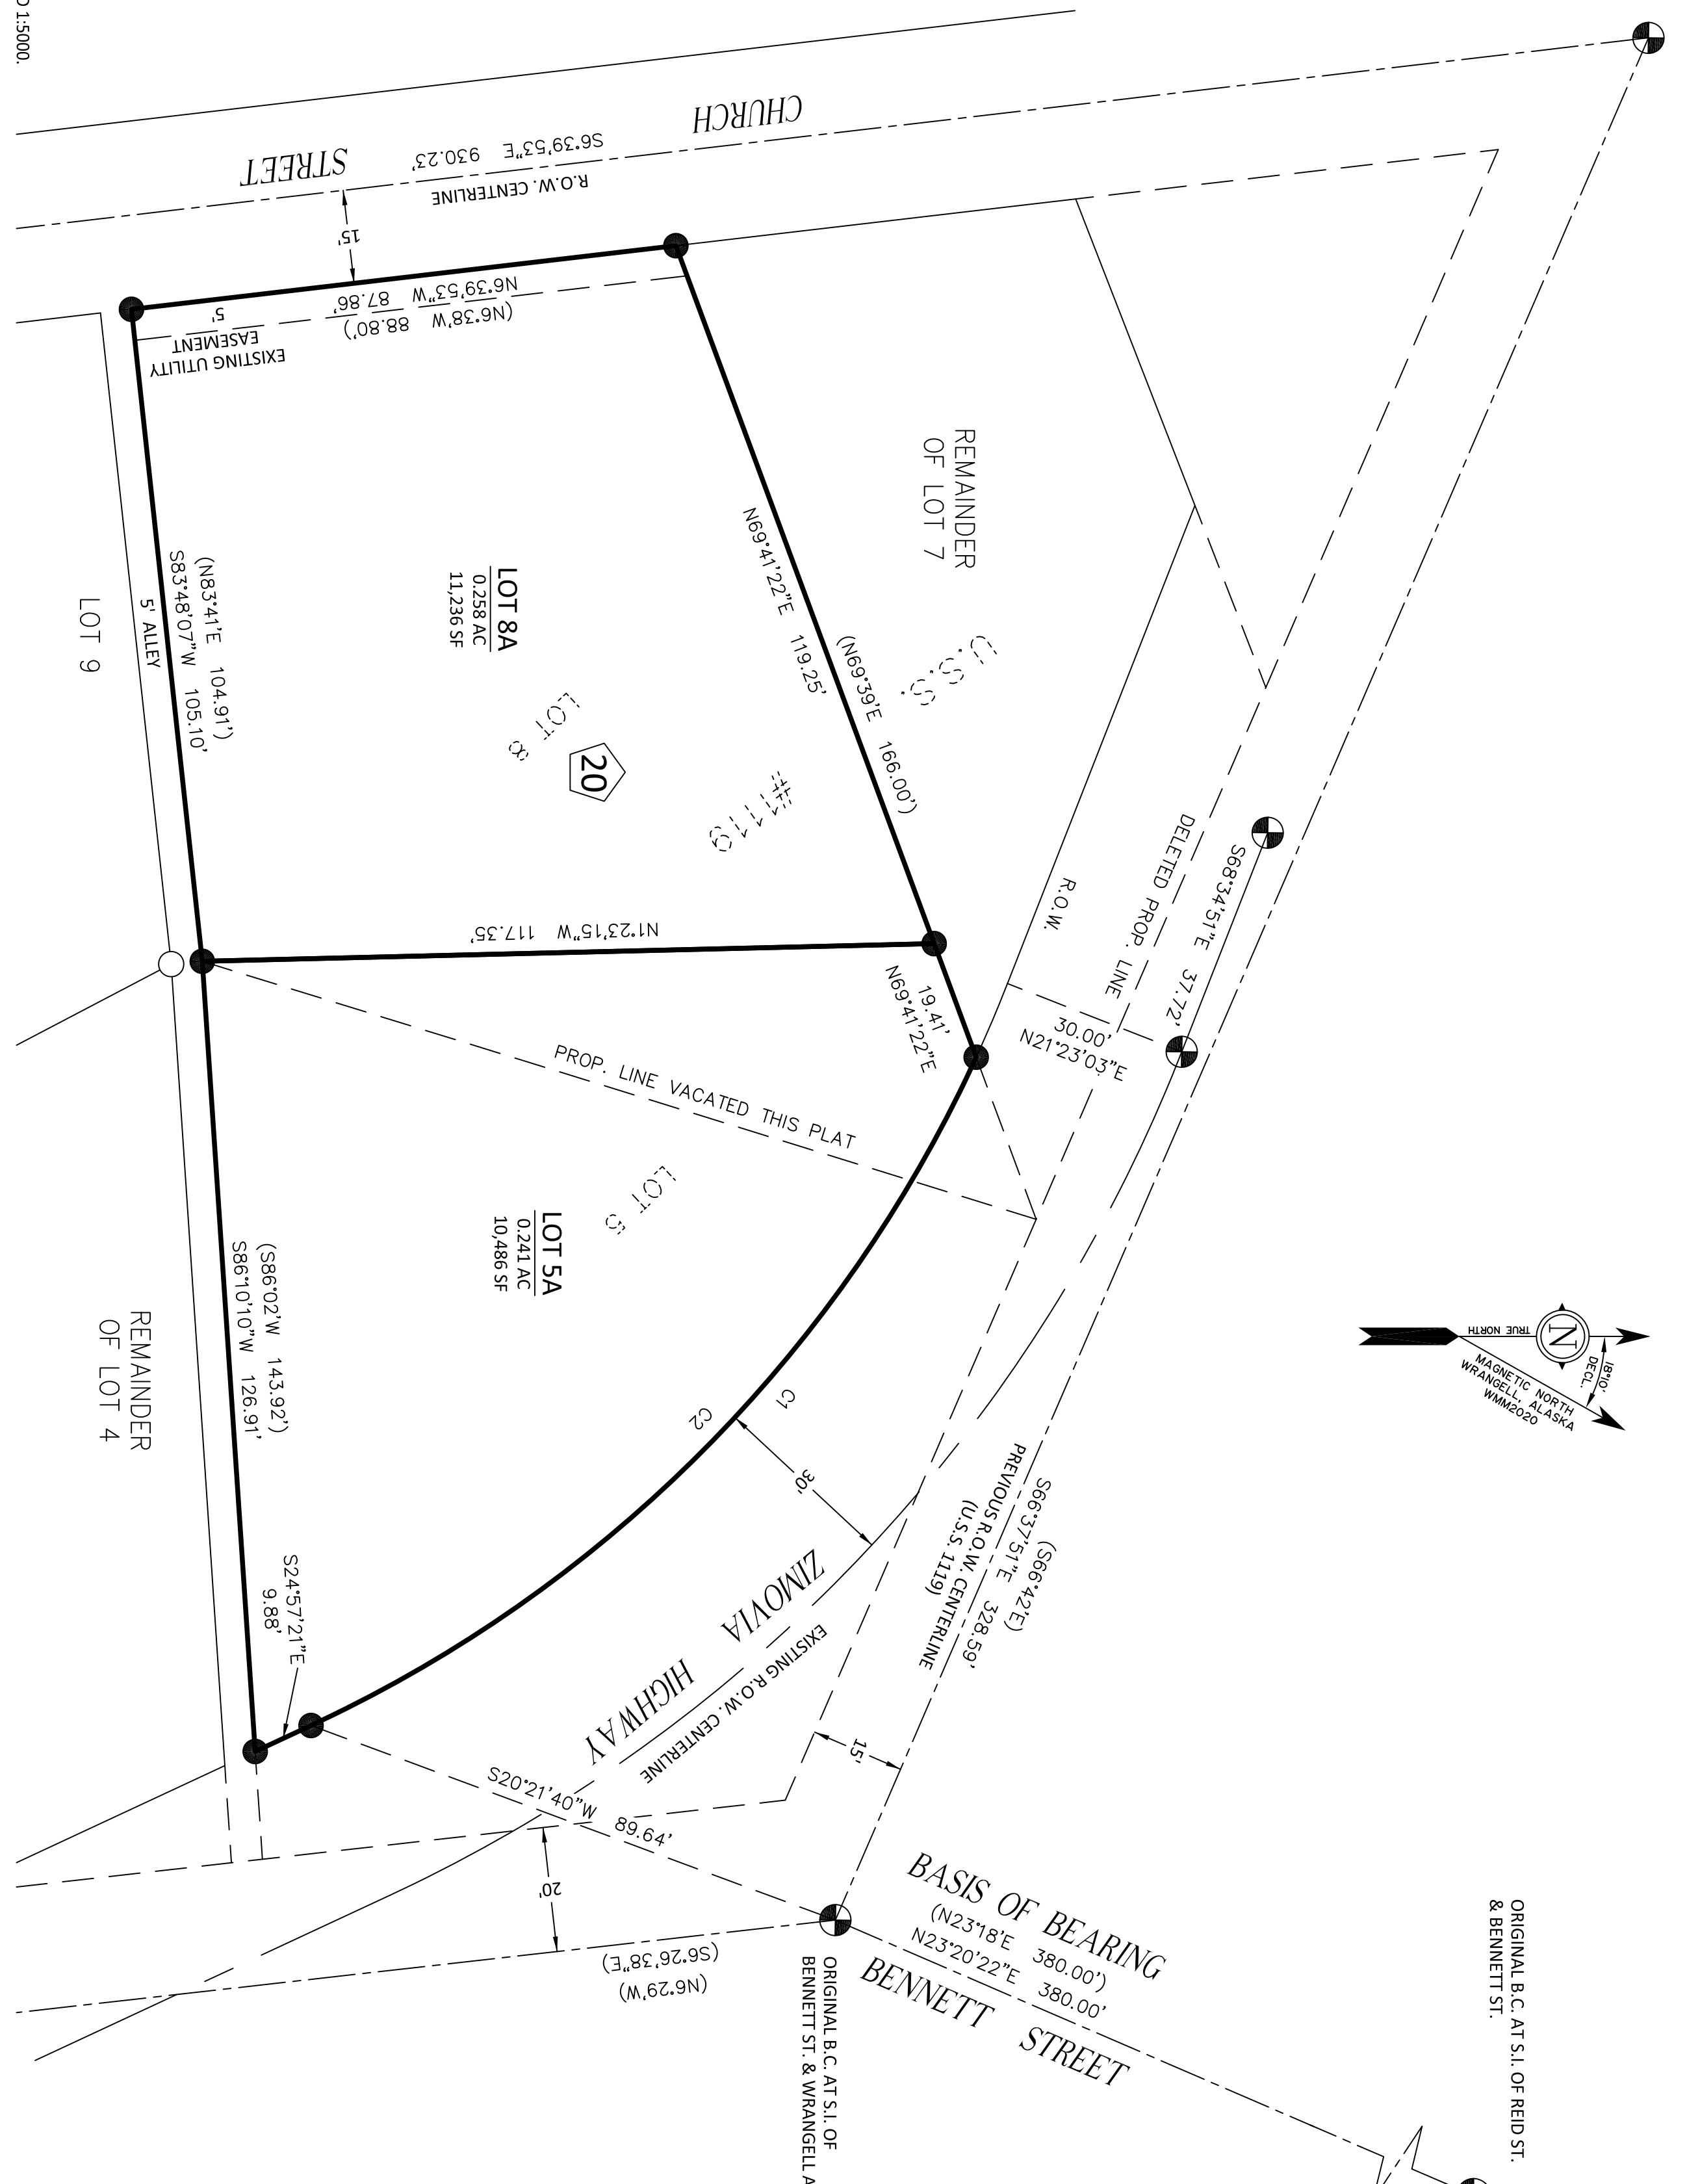 D 1:5000.
CHURCH STREET
S6°39'53"E 930.23'
R.O.W. CENTERLINE
15'
N6°39'53"W 87.86'
(N6°38'W 88.80')
5'
EXISTING UTILITY
EASEMENT
REMAINDER
OF LOT 7
N69°41'22"E 119.25'
(N69°39'E 166.00')
U.S.S.
#1119
LOT 8A
0.258 AC
11,236 SF
LOT 8
20
(N83°41'E 104.91')
S83°48'07"W 105.10'
5' ALLEY
LOT 9
N1°23'15"W 117.35'
19.41'
N69°41'22"E
R.O.W.
DELETED PROP. LINE
S68°34'51"E 37.72'
30.00'
N21°23'03"E
PROP. LINE VACATED THIS PLAT
LOT 5
LOT 5A
0.241 AC
10,486 SF
(S86°02'W 143.92')
S86°10'10"W 126.91'
REMAINDER
OF LOT 4
C1
C2
30'
S24°57'21"E
9.88'
ZIMOVIA HIGHWAY
EXISTING R.O.W. CENTERLINE
(S66°42'E)
S66°37'51"E 328.59'
PREVIOUS R.O.W. CENTERLINE
(U.S.S. 1119)
15'
S20°21'40"W 89.64'
20'
(S6°26'38"E)
(N6°29'W)
N
TRUE NORTH
18°10'
DECL.
MAGNETIC NORTH
WRANGELL, ALASKA
WMM2020
BASIS OF BEARING
(N23°18'E 380.00')
N23°20'22"E 380.00'
BENNETT STREET
ORIGINAL B.C. AT S.I. OF
BENNETT ST. & WRANGELL A
ORIGINAL B.C. AT S.I. OF REID ST.
& BENNETT ST.